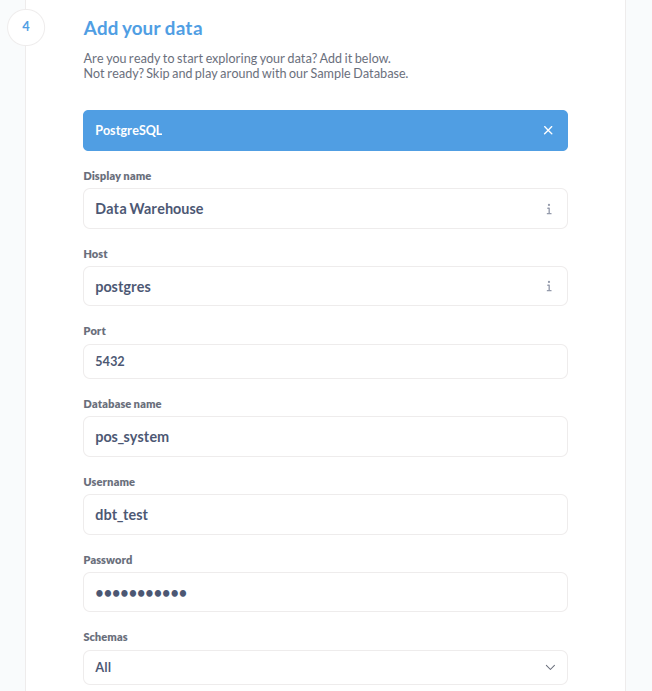 4
Add your data
Are you ready to start exploring your data? Add it below.
Not ready? Skip and play around with our Sample Database.
PostgreSQL
Display name
Data Warehouse
Host
postgres
Port
5432
Database name
pos_system
Username
dbt_test
Password
•••••••••••
Schemas
All